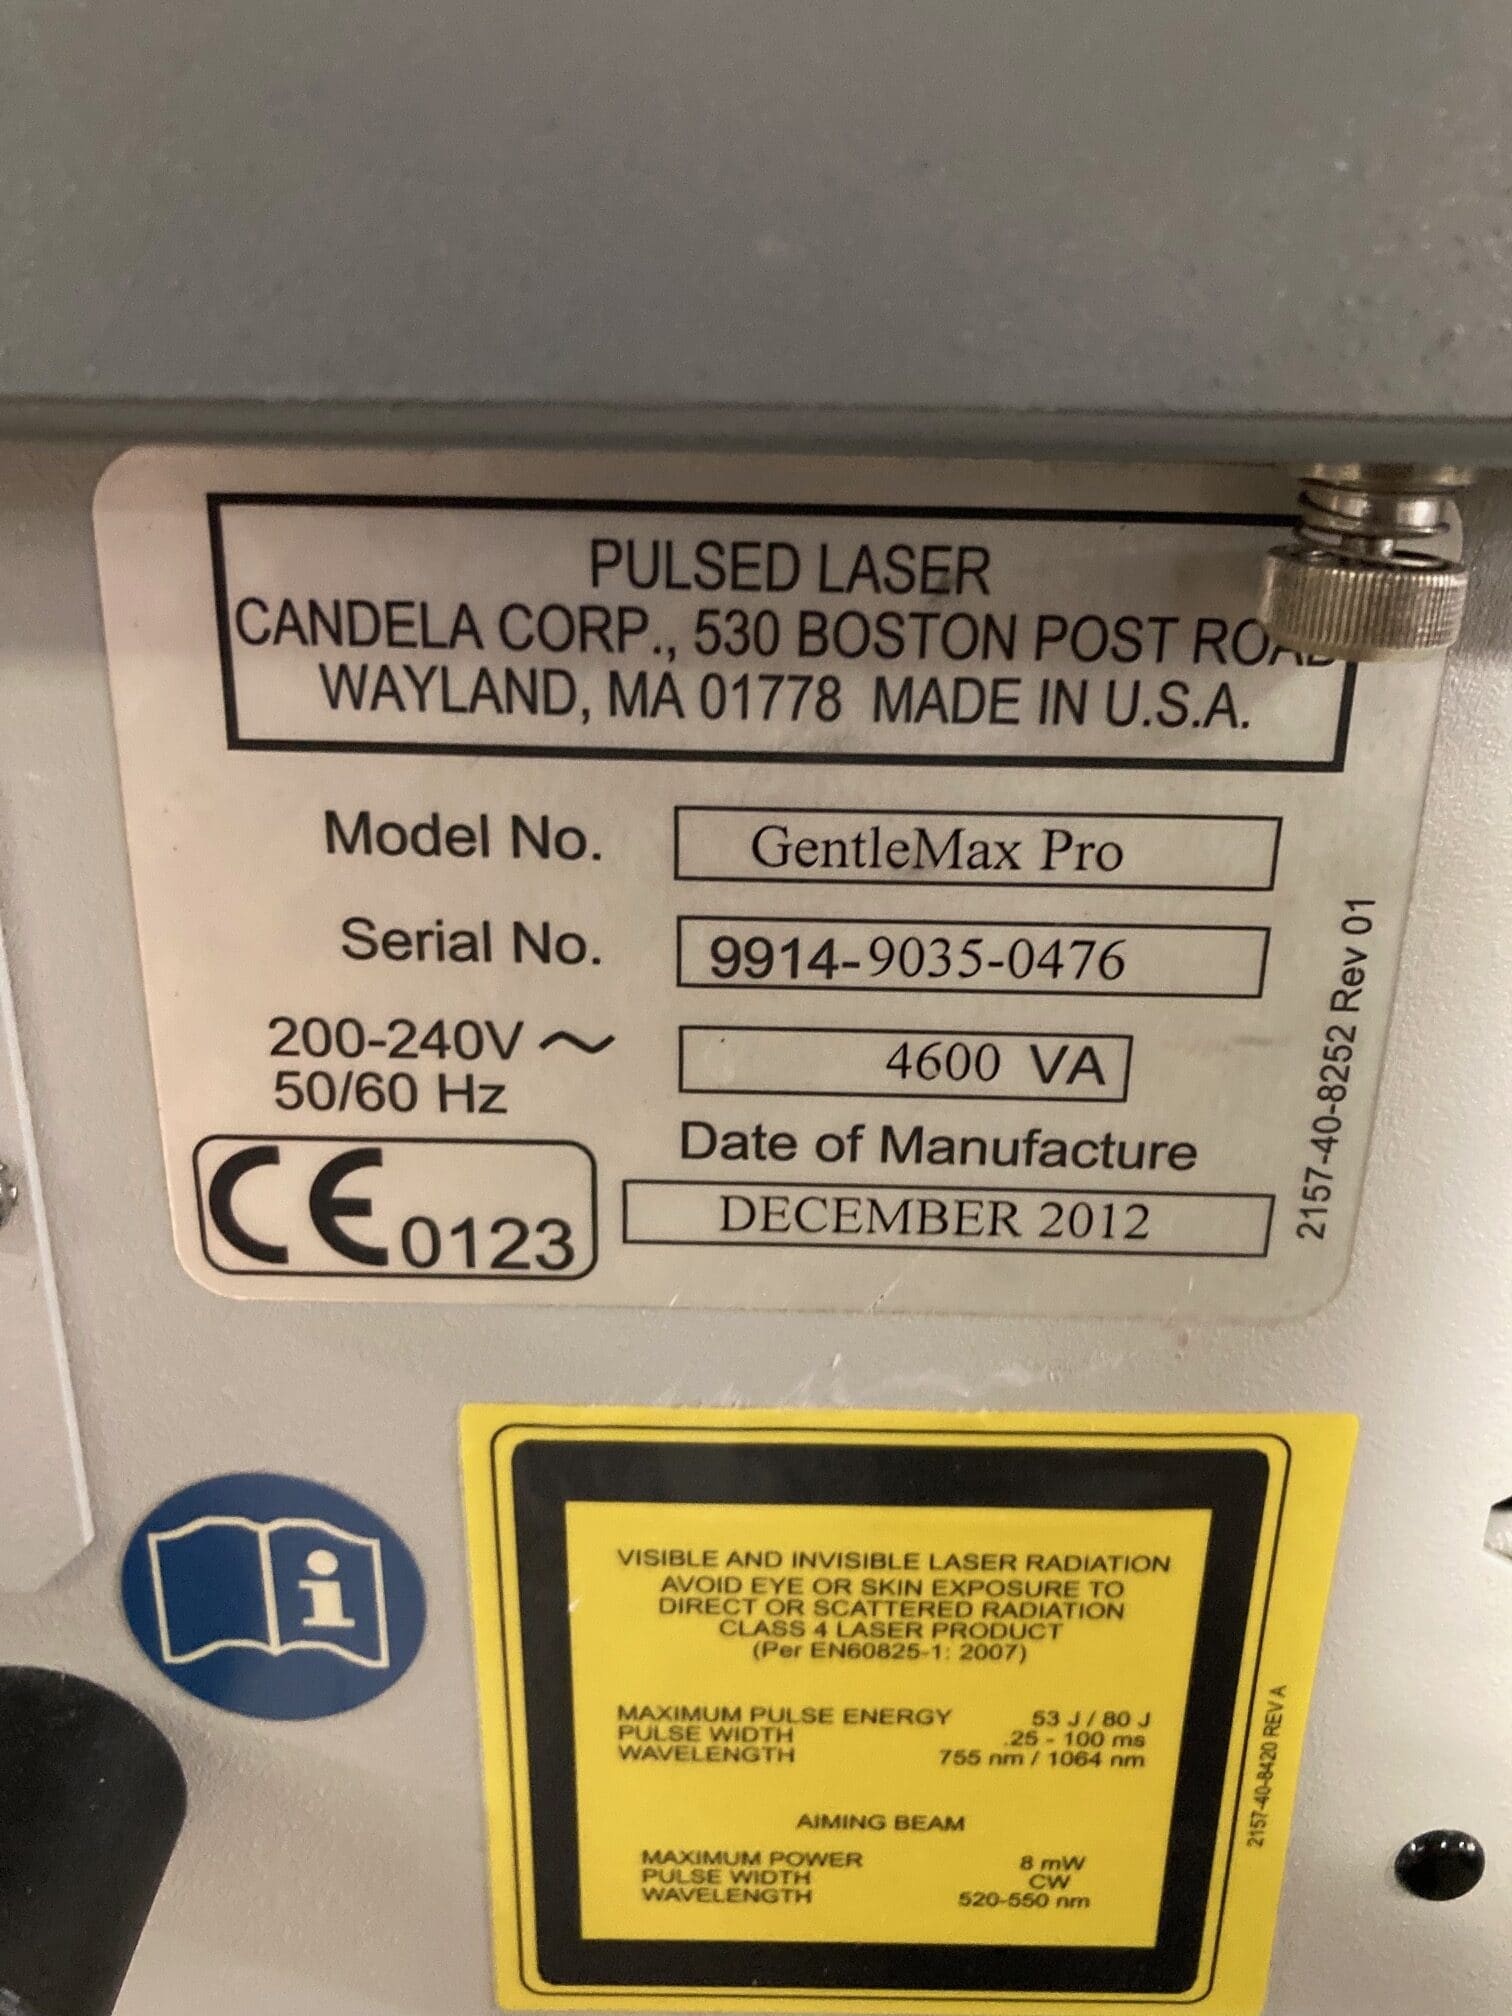 PULSED LASER
CANDELA CORP., 530 BOSTON POST ROAD
WAYLAND, MA 01778 MADE IN U.S.A.
Model No. GentleMax Pro
Serial No. 9914-9035-0476
200-240V ~ 4600 VA
50/60 Hz
Date of Manufacture
DECEMBER 2012
CE 0123
2157-40-8252 Rev 01
i
VISIBLE AND INVISIBLE LASER RADIATION
AVOID EYE OR SKIN EXPOSURE TO
DIRECT OR SCATTERED RADIATION
CLASS 4 LASER PRODUCT
(Per EN60825-1: 2007)
MAXIMUM PULSE ENERGY 53 J / 80 J
PULSE WIDTH .25 - 100 ms
WAVELENGTH 755 nm / 1064 nm
AIMING BEAM
MAXIMUM POWER 8 mW
PULSE WIDTH CW
WAVELENGTH 520-550 nm
2157-40-8420 REV A